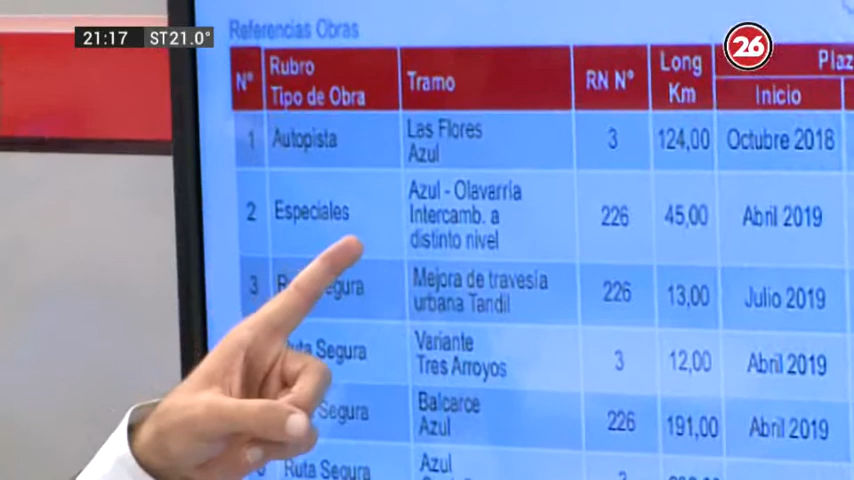 21:17 ST21.0°
26
Referencias Obras
N° Rubro Tipo de Obra Tramo RN N° Long Km Inicio
1 Autopista Las Flores Azul 3 124,00 Octubre 2018
2 Especiales Azul - Olavarría Intercamb. a distinto nivel 226 45,00 Abril 2019
3 Mejora de travesía urbana Tandil 226 13,00 Julio 2019
Segura Variante Tres Arroyos 3 12,00 Abril 2019
Segura Balcarce Azul 226 191,00 Abril 2019
Ruta Segura Azul